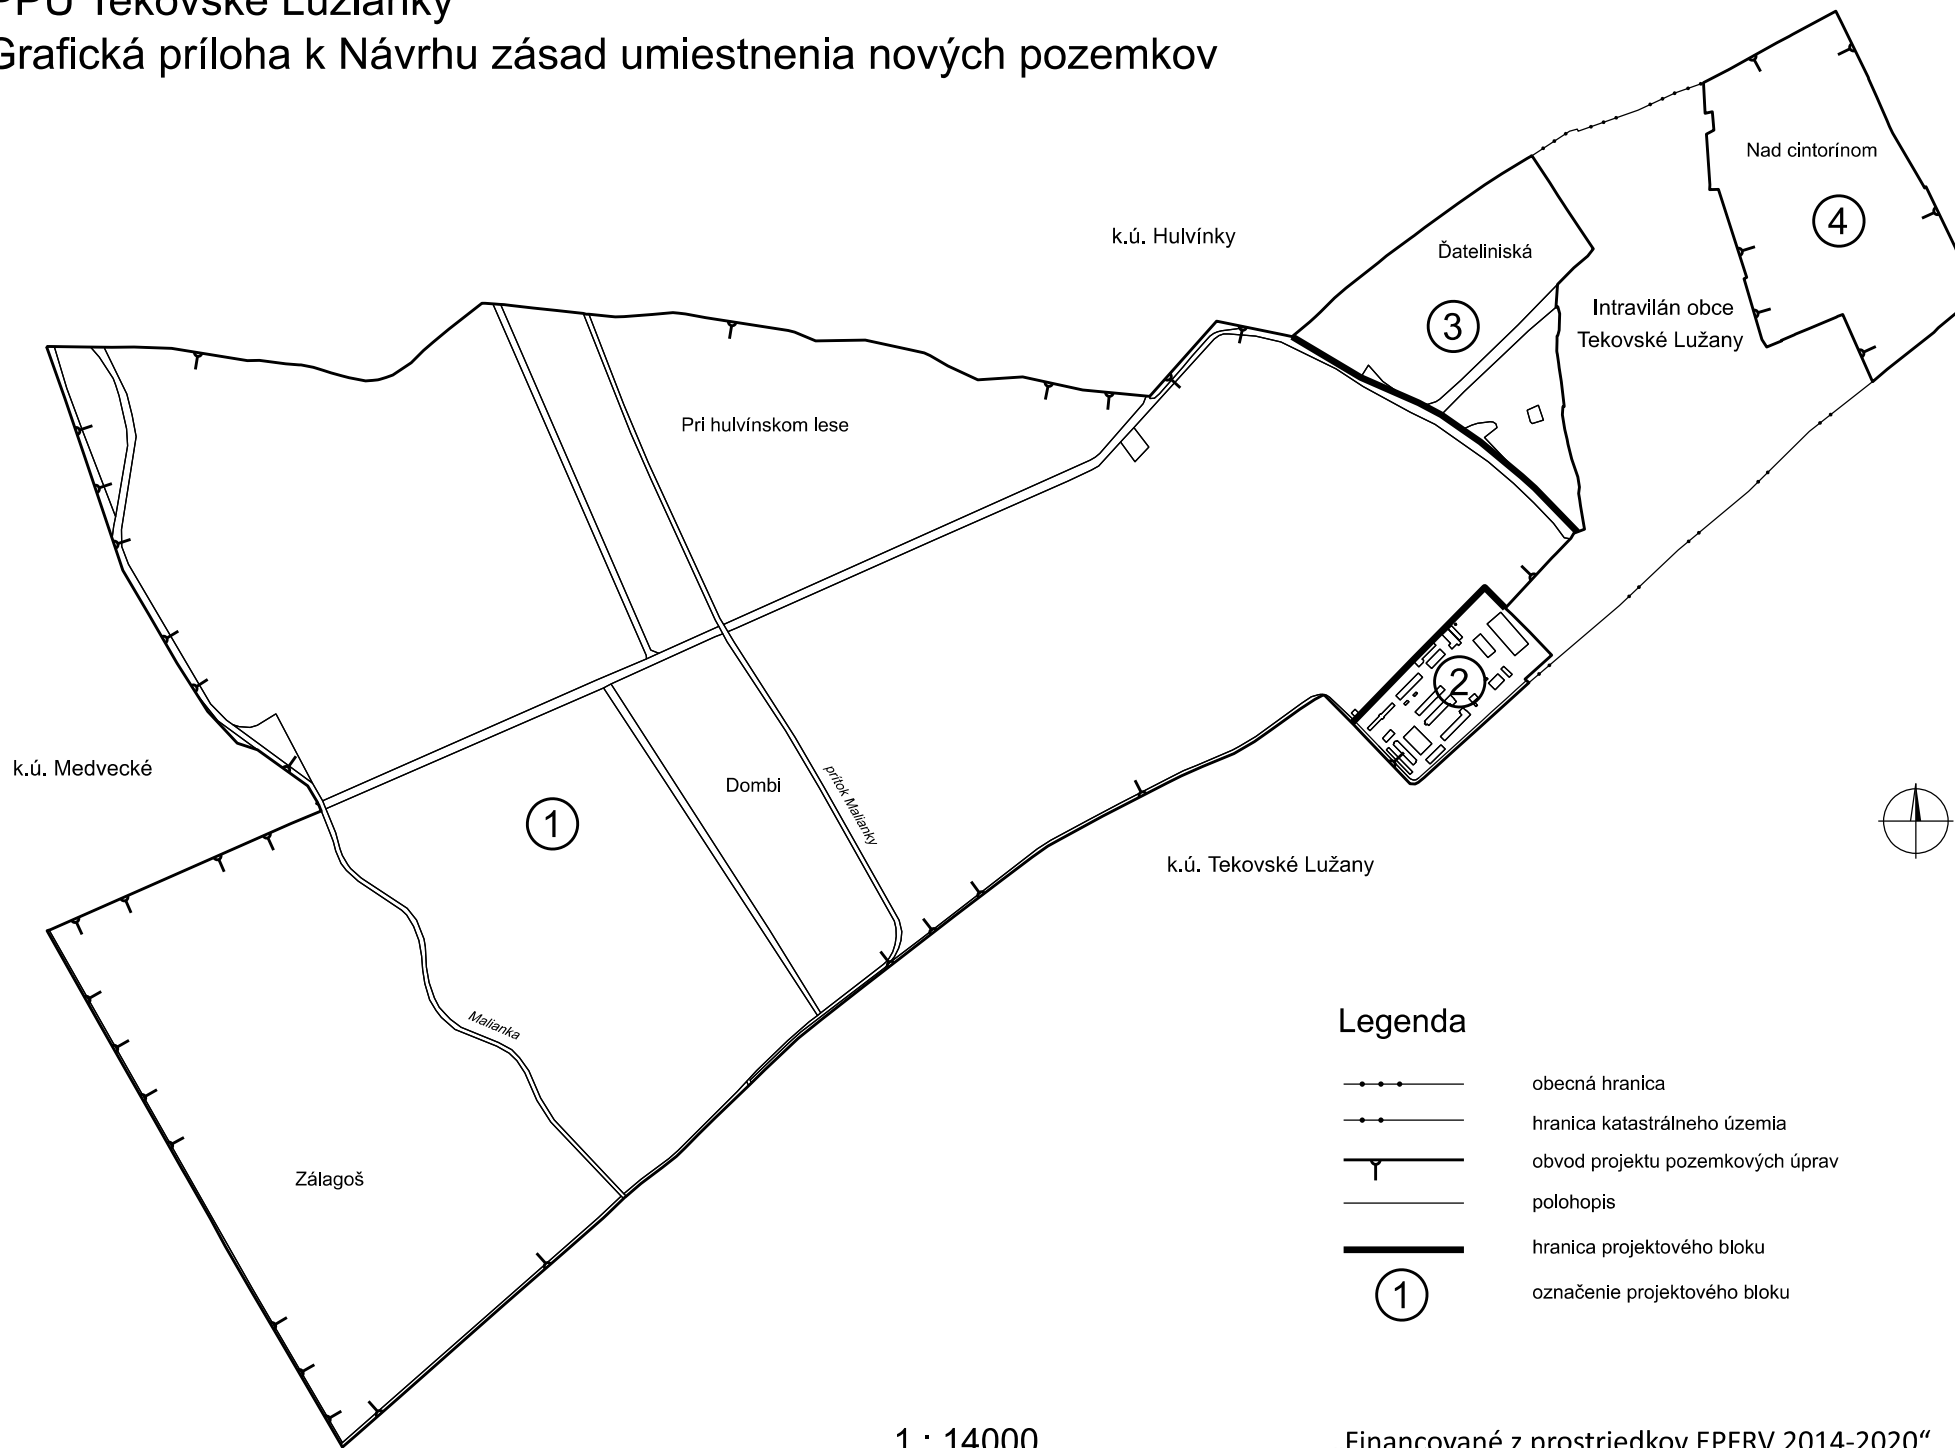 PPÚ Tekovské Lužianky
Grafická príloha k Návrhu zásad umiestnenia nových pozemkov
Nad cintorínom
4
k.ú. Hulvínky
Ďateliniská
3
Intravilán obce
Tekovské Lužany
Pri hulvínskom lese
2
k.ú. Medvecké
Dombi
prítok Malianky
1
k.ú. Tekovské Lužany
Malianka
Zálagoš
Legenda
obecná hranica
hranica katastrálneho územia
obvod projektu pozemkových úprav
polohopis
hranica projektového bloku
1 označenie projektového bloku
1 : 14000
Financované z prostriedkov EPFRV 2014-2020“